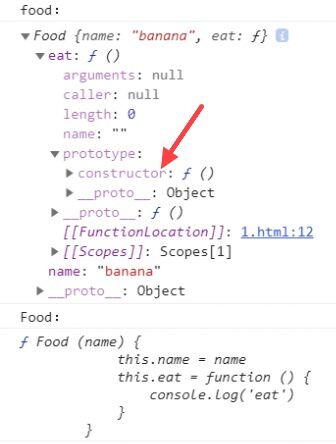 food:
▼Food {name: "banana", eat: ƒ} i
▼eat: ƒ ()
arguments: null
caller: null
length: 0
name: ""
▼prototype:
▶constructor: ƒ ()
▶__proto__: Object
▶__proto__: ƒ ()
[[FunctionLocation]]: 1.html:12
▶[[Scopes]]: Scopes[1]
name: "banana"
▶__proto__: Object
Food:
ƒ Food (name) {
this.name = name
this.eat = function () {
console.log('eat')
}
}